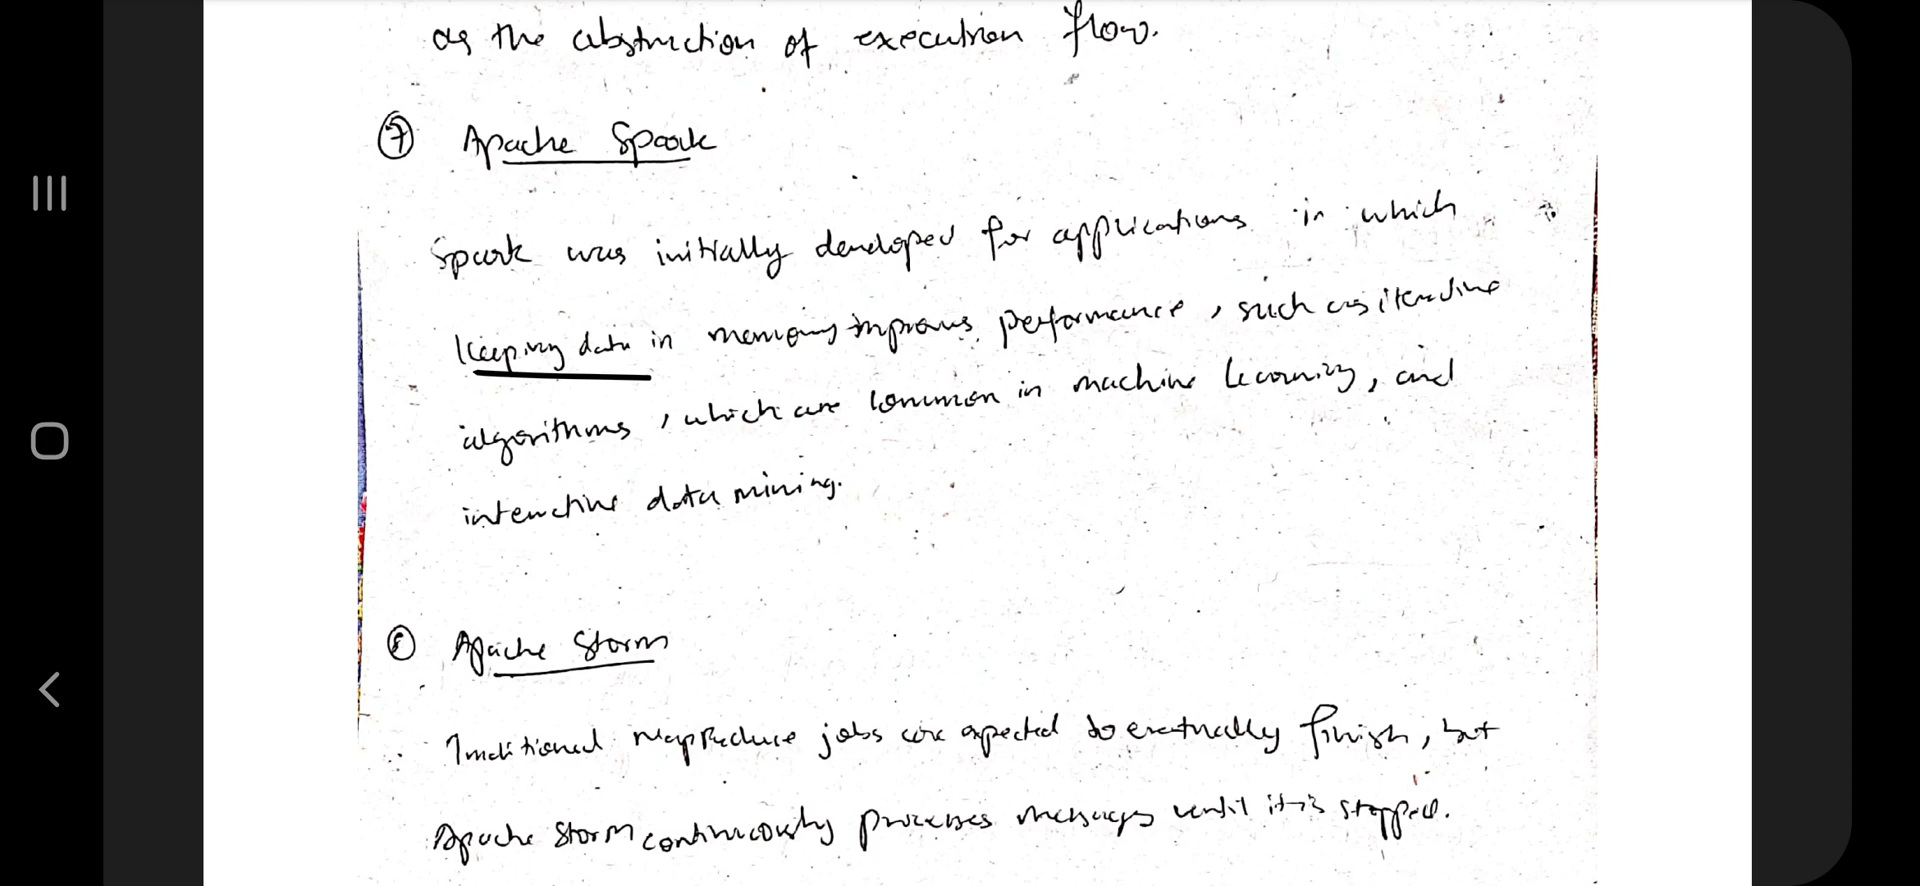 as the abstraction of execution flow.
⑦ Apache Spark
Spark was initially developed for applications in which
keeping data in memory improves performance, such as iterative
algorithms, which are common in machine learning, and
interactive data mining.
⑧ Apache Storm
Traditional MapReduce jobs are expected to eventually finish, but
Apache Storm continuously processes messages until it is stopped.